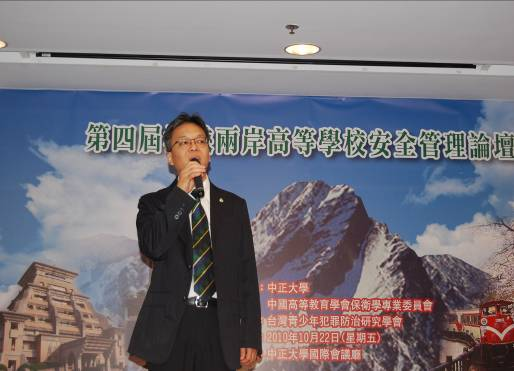 第四屆 兩岸高等學校安全管理論壇
中正大學
中國高等教育學會保衛學專業委員會
台灣青少年犯罪防治研究學會
2010年10月22日(星期五)
中正大學國際會議廳